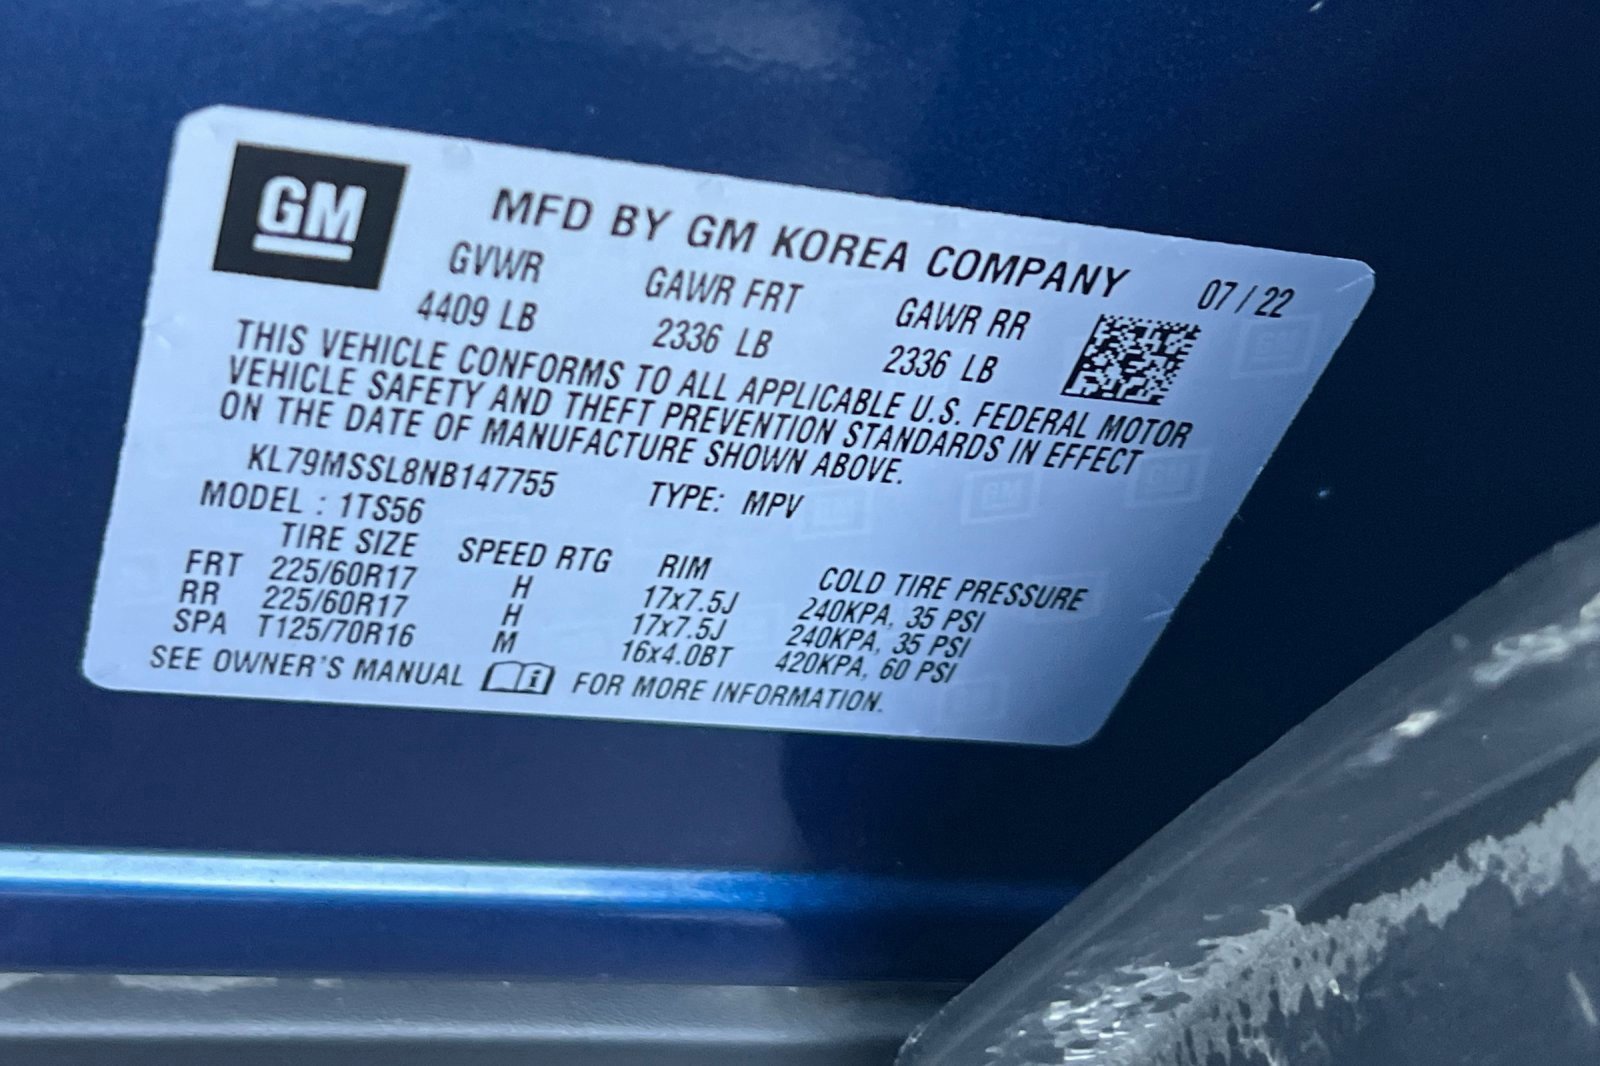 GM
MFD BY GM KOREA COMPANY 07 / 22
GVWR GAWR FRT GAWR RR
4409 LB 2336 LB 2336 LB
THIS VEHICLE CONFORMS TO ALL APPLICABLE U.S. FEDERAL MOTOR
VEHICLE SAFETY AND THEFT PREVENTION STANDARDS IN EFFECT
ON THE DATE OF MANUFACTURE SHOWN ABOVE.
KL79MSSL8NB147755 TYPE: MPV
MODEL : 1TS56
TIRE SIZE SPEED RTG RIM COLD TIRE PRESSURE
FRT 225/60R17 H 17x7.5J 240KPA, 35 PSI
RR 225/60R17 H 17x7.5J 240KPA, 35 PSI
SPA T125/70R16 M 16x4.0BT 420KPA, 60 PSI
SEE OWNER'S MANUAL FOR MORE INFORMATION.